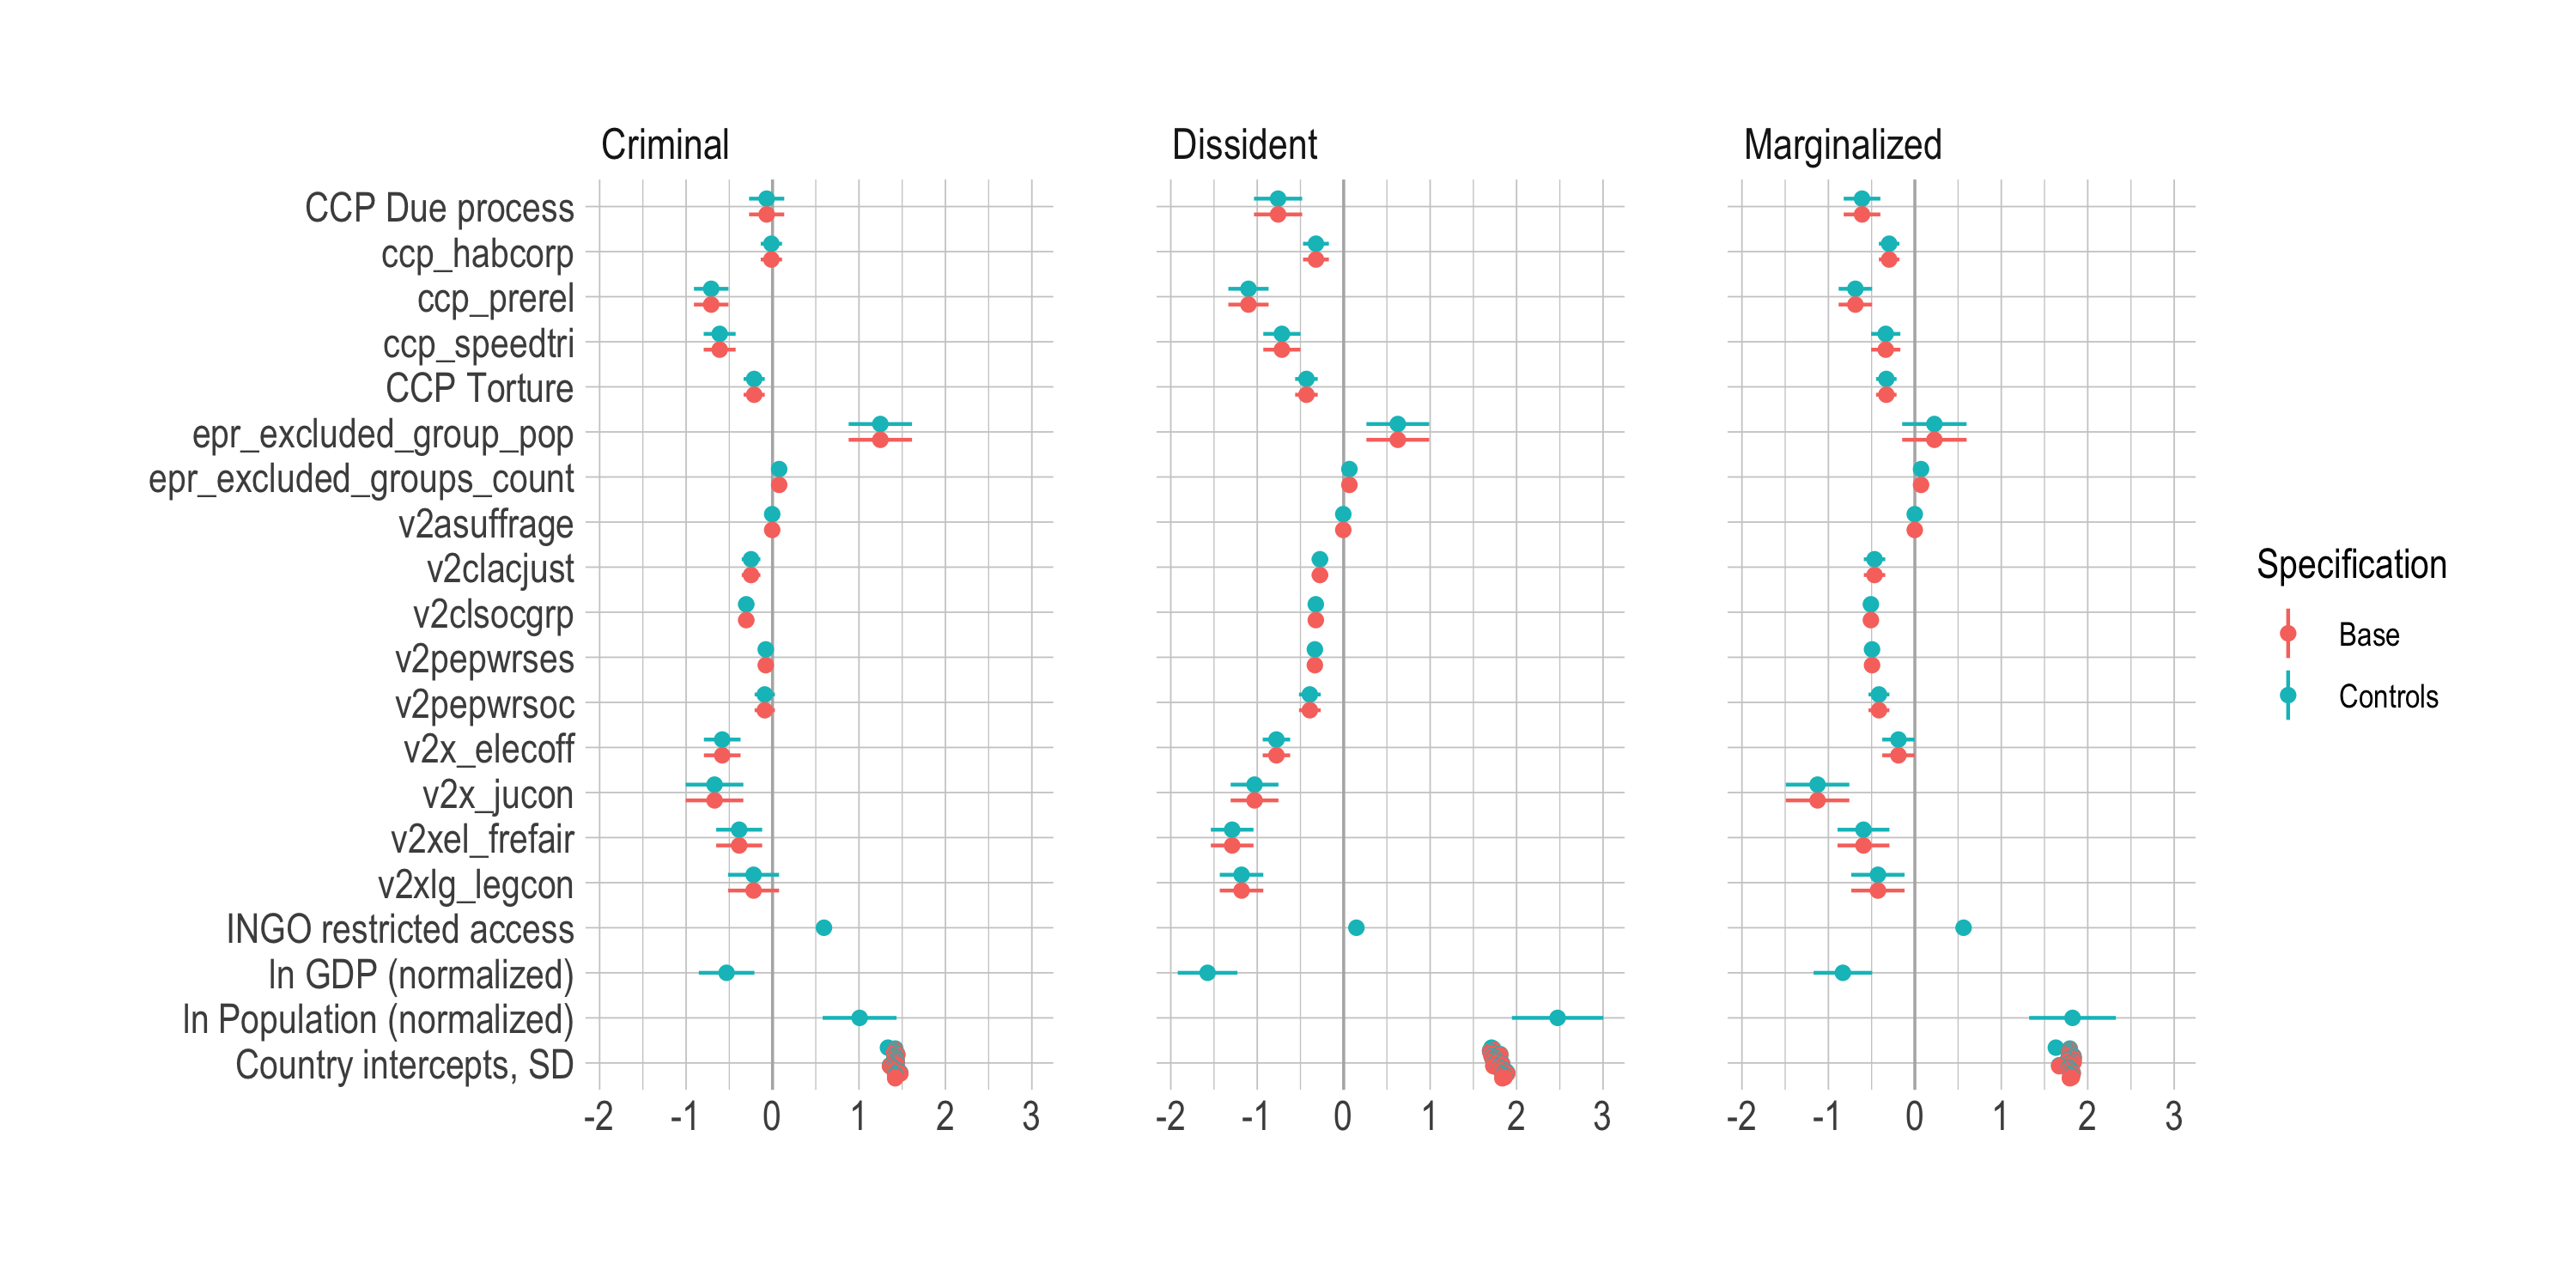 Criminal
Dissident
Marginalized
CCP Due process
ccp_habcorp
ccp_prerel
ccp_speedtri
CCP Torture
epr_excluded_group_pop
epr_excluded_groups_count
v2asuffrage
v2clacjust
v2clsocgrp
v2pepwrses
v2pepwrsoc
v2x_elecoff
v2x_jucon
v2xel_frefair
v2xlg_legcon
INGO restricted access
ln GDP (normalized)
ln Population (normalized)
Country intercepts, SD
-2 -1 0 1 2 3
-2 -1 0 1 2 3
-2 -1 0 1 2 3
Specification
Base
Controls